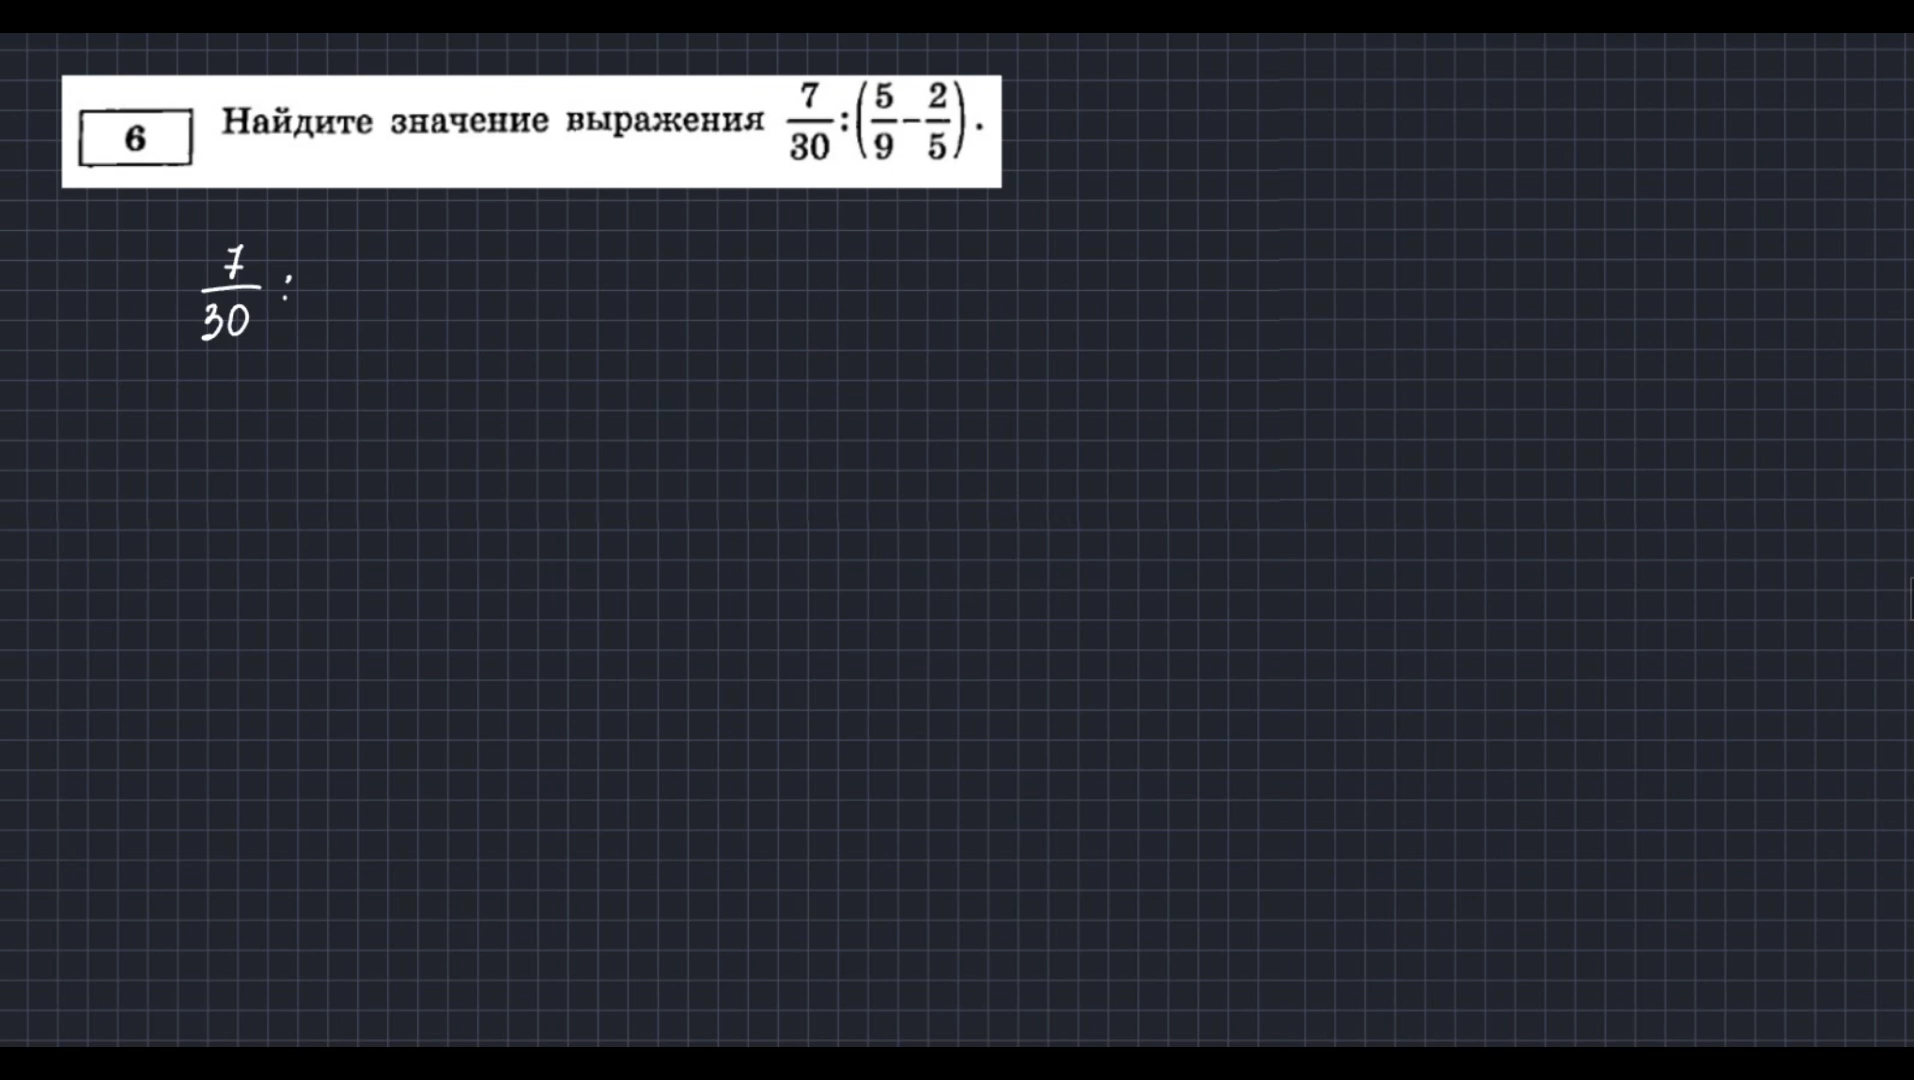 6 Найдите значение выражения 7/30 : (5/9 − 2/5).
7/30 :